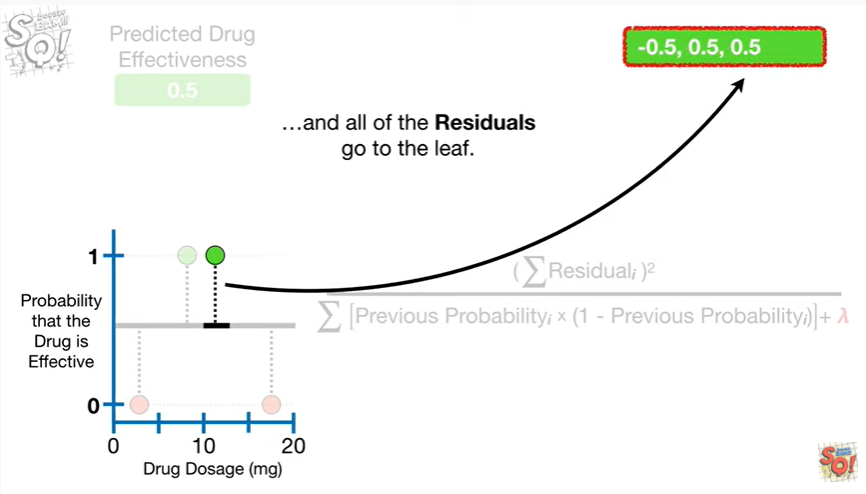 Predicted Drug
Effectiveness
0.5
-0.5, 0.5, 0.5
…and all of the Residuals
go to the leaf.
(∑Residualᵢ )²
∑ [Previous Probabilityᵢ x (1 - Previous Probabilityᵢ)]+ λ
1
Probability
that the
Drug is
Effective
0
0 10 20
Drug Dosage (mg)
SQ!